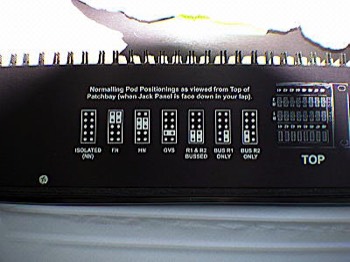 Normalling Pod Positionings as viewed from Top of
Patchbay (when Jack Panel is face down in your lap).
ISOLATED
(NN)
FN
HN
GVS
R1 & R2
BUSSED
BUS R1
ONLY
BUS R2
ONLY
TOP